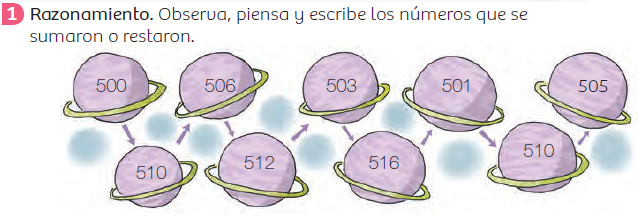 1 Razonamiento. Observa, piensa y escribe los números que se
sumaron o restaron.
500 506 503 501 505
510 512 516 510